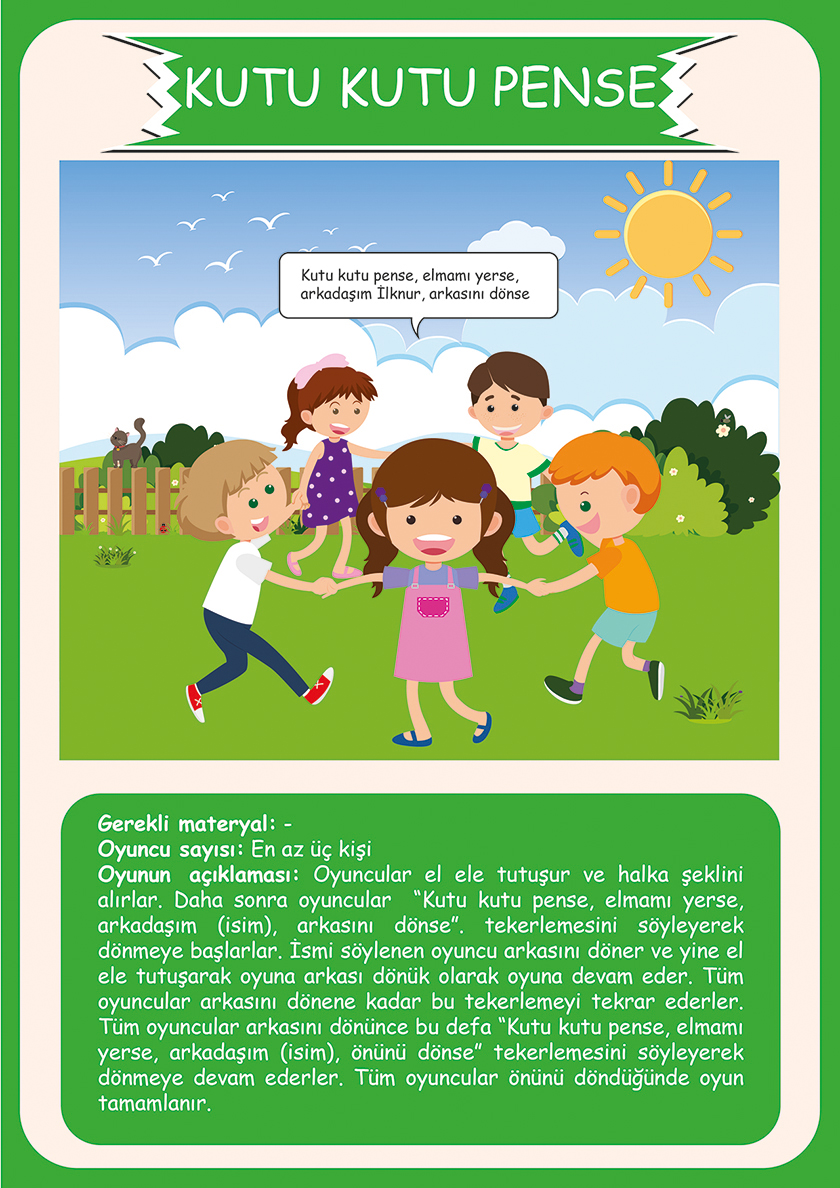 KUTU KUTU PENSE
Kutu kutu pense, elmamı yerse,
arkadaşım İlknur, arkasını dönse
Gerekli materyal: -
Oyuncu sayısı: En az üç kişi
Oyunun açıklaması: Oyuncular el ele tutuşur ve halka şeklini
alırlar. Daha sonra oyuncular “Kutu kutu pense, elmamı yerse,
arkadaşım (isim), arkasını dönse”. tekerlemesini söyleyerek
dönmeye başlarlar. İsmi söylenen oyuncu arkasını döner ve yine el
ele tutuşarak oyuna arkası dönük olarak oyuna devam eder. Tüm
oyuncular arkasını dönene kadar bu tekerlemeyi tekrar ederler.
Tüm oyuncular arkasını dönünce bu defa “Kutu kutu pense, elmamı
yerse, arkadaşım (isim), önünü dönse” tekerlemesini söyleyerek
dönmeye devam ederler. Tüm oyuncular önünü döndüğünde oyun
tamamlanır.